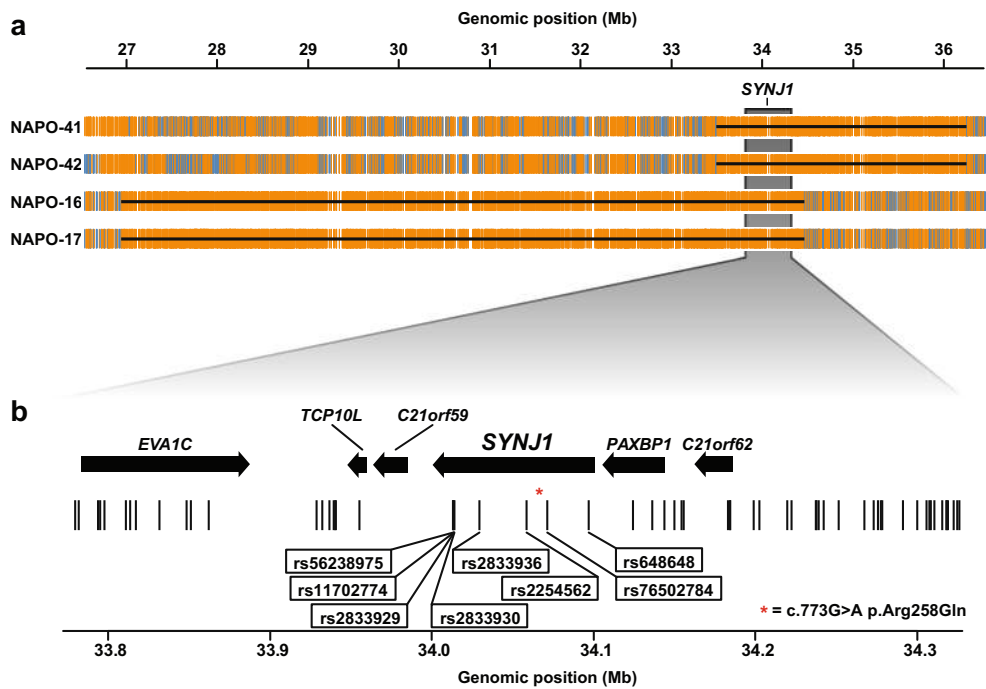 a
Genomic position (Mb)
27 28 29 30 31 32 33 34 35 36
SYNJ1
NAPO-41
NAPO-42
NAPO-16
NAPO-17
b
TCP10L C21orf59
EVA1C SYNJ1 PAXBP1 C21orf62
*
rs56238975 rs2833936 rs648648
rs11702774 rs2254562 rs76502784
rs2833929 rs2833930
* = c.773G>A p.Arg258Gln
33.8 33.9 34.0 34.1 34.2 34.3
Genomic position (Mb)